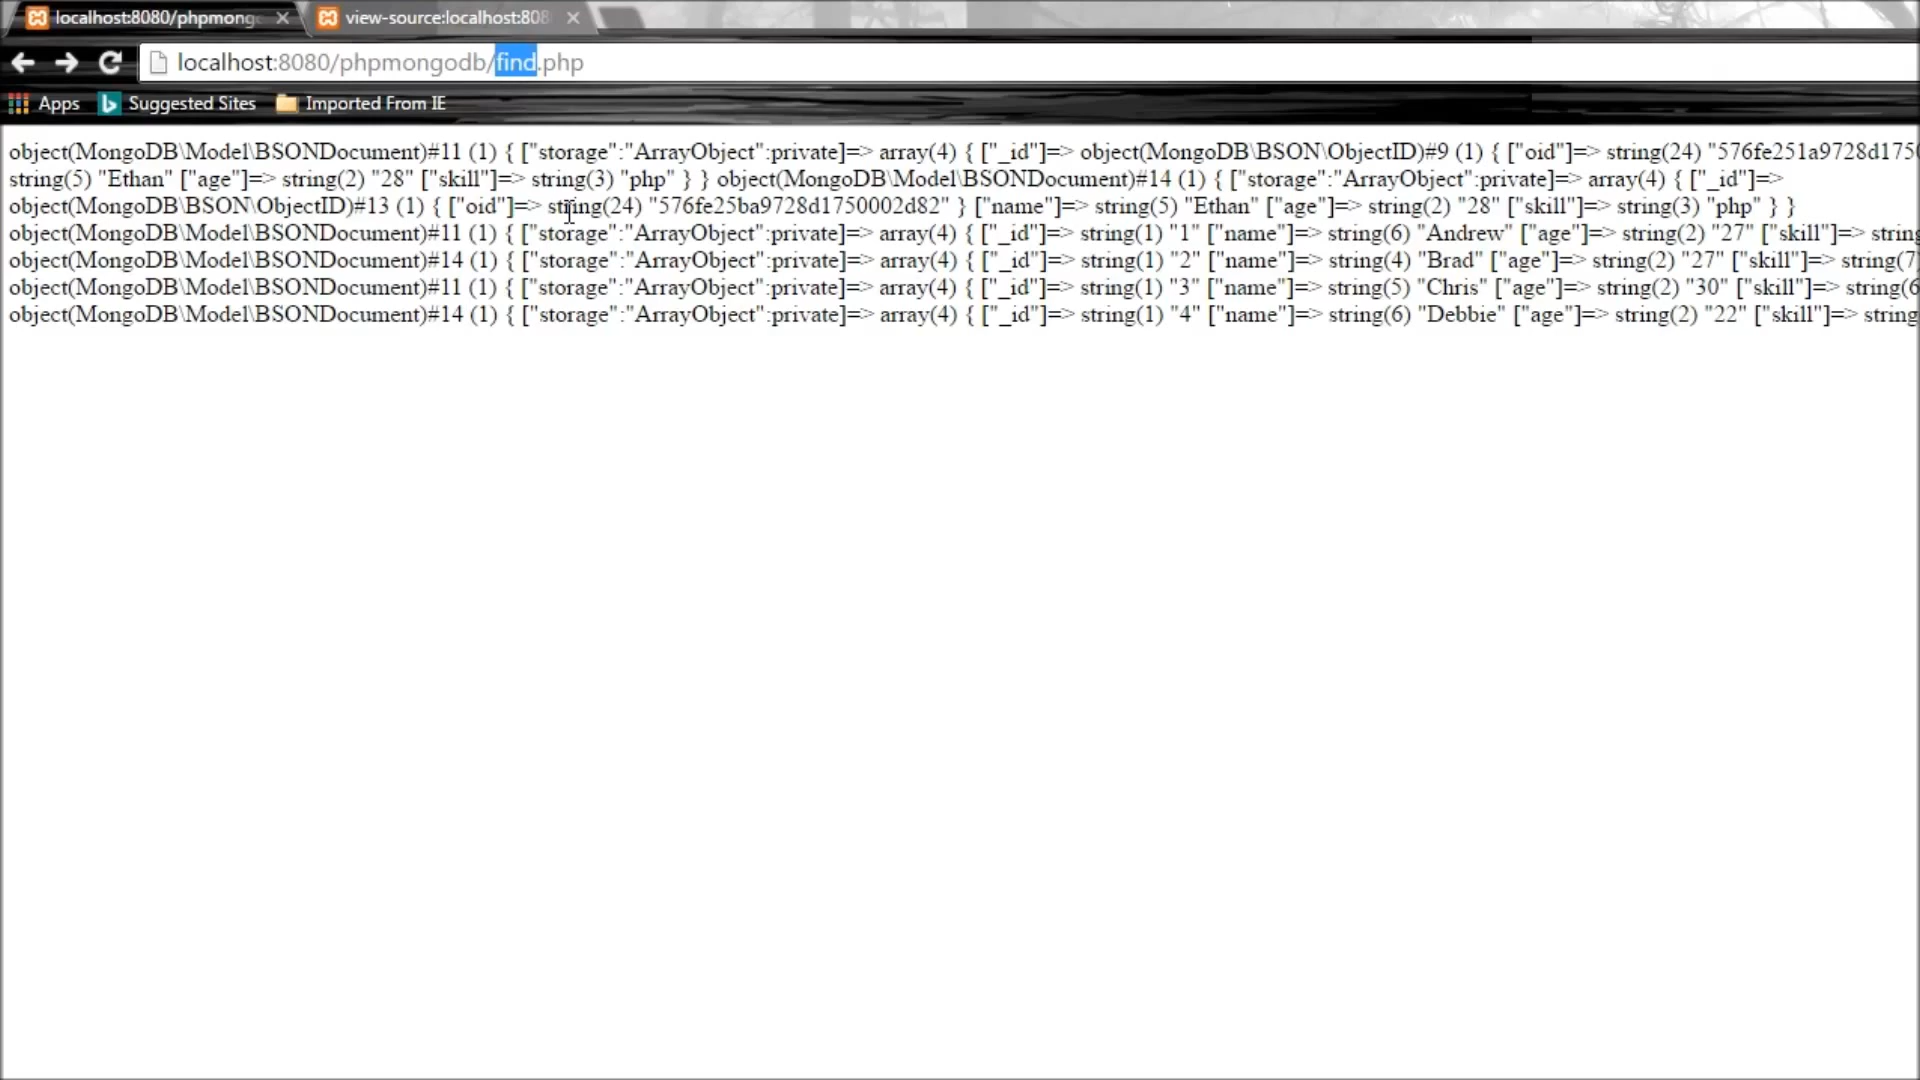 localhost:8080/phpmong
view-source:localhost:808
localhost:8080/phpmongodb/find.php
Apps
Suggested Sites
Imported From IE
object(MongoDB\Model\BSONDocument)#11 (1) { ["storage":"ArrayObject":private]=> array(4) { ["_id"]=> object(MongoDB\BSON\ObjectID)#9 (1) { ["oid"]=> string(24) "576fe251a9728d1750
string(5) "Ethan" ["age"]=> string(2) "28" ["skill"]=> string(3) "php" } } object(MongoDB\Model\BSONDocument)#14 (1) { ["storage":"ArrayObject":private]=> array(4) { ["_id"]=>
object(MongoDB\BSON\ObjectID)#13 (1) { ["oid"]=> string(24) "576fe25ba9728d1750002d82" } ["name"]=> string(5) "Ethan" ["age"]=> string(2) "28" ["skill"]=> string(3) "php" } }
object(MongoDB\Model\BSONDocument)#11 (1) { ["storage":"ArrayObject":private]=> array(4) { ["_id"]=> string(1) "1" ["name"]=> string(6) "Andrew" ["age"]=> string(2) "27" ["skill"]=> string
object(MongoDB\Model\BSONDocument)#14 (1) { ["storage":"ArrayObject":private]=> array(4) { ["_id"]=> string(1) "2" ["name"]=> string(4) "Brad" ["age"]=> string(2) "27" ["skill"]=> string(7
object(MongoDB\Model\BSONDocument)#11 (1) { ["storage":"ArrayObject":private]=> array(4) { ["_id"]=> string(1) "3" ["name"]=> string(5) "Chris" ["age"]=> string(2) "30" ["skill"]=> string(6
object(MongoDB\Model\BSONDocument)#14 (1) { ["storage":"ArrayObject":private]=> array(4) { ["_id"]=> string(1) "4" ["name"]=> string(6) "Debbie" ["age"]=> string(2) "22" ["skill"]=> string